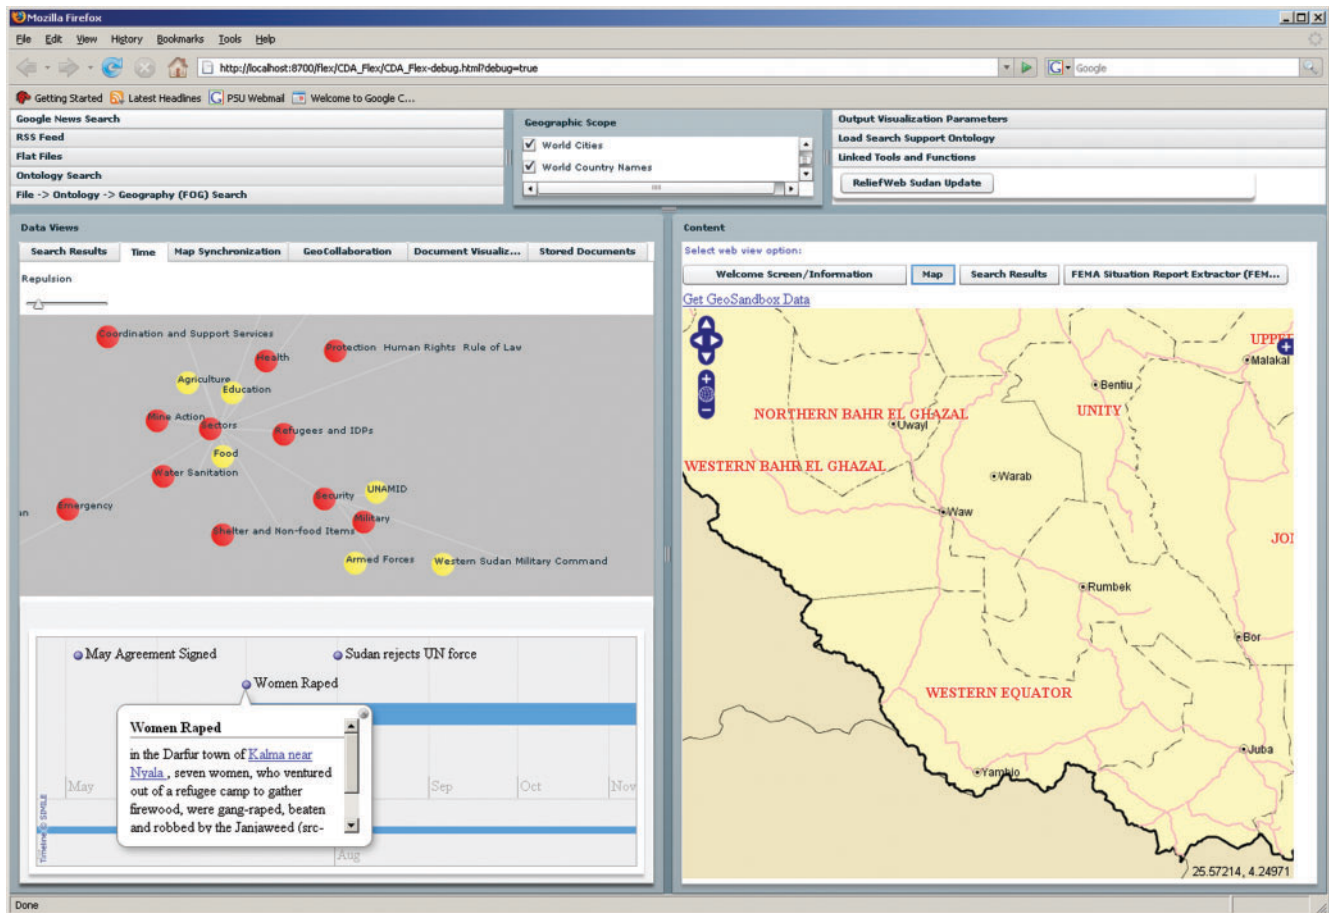 Mozilla Firefox
File Edit View History Bookmarks Tools Help
http://localhost:8700/flex/CDA_Flex/CDA_Flex-debug.html?debug=true
Google
Getting Started Latest Headlines PSU Webmail Welcome to Google C...
Google News Search
RSS Feed
Flat Files
Ontology Search
File -> Ontology -> Geography (FOG) Search
Geographic Scope
World Cities
World Country Names
Output Visualization Parameters
Load Search Support Ontology
Linked Tools and Functions
ReliefWeb Sudan Update
Data Views
Search Results Time Map Synchronization GeoCollaboration Document Visualiz... Stored Documents
Repulsion
Coordination and Support Services
Health
Protection Human Rights Rule of Law
Agriculture
Education
Mine Action
Sectors
Refugees and IDPs
Food
Water Sanitation
Security
UNAMID
Emergency
an
Military
Shelter and Non-food Items
Armed Forces
Western Sudan Military Command
May Agreement Signed
Sudan rejects UN force
Women Raped
Women Raped
in the Darfur town of Kalma near
Nyala , seven women, who ventured
out of a refugee camp to gather
firewood, were gang-raped, beaten
and robbed by the Janjaweed (src-
May Sep Oct Nov
Aug
Timeline © SIMILE
Content
Select web view option:
Welcome Screen/Information Map Search Results FEMA Situation Report Extractor (FEM...
Get GeoSandbox Data
UPPE
Malakal
Bentiu
NORTHERN BAHR EL GHAZAL
UNITY
Uwayl
WESTERN BAHR EL GHAZAL
Warab
Waw
JO
Rumbek
Bor
WESTERN EQUATOR
Juba
Yambio
25.57214, 4.24971
Done